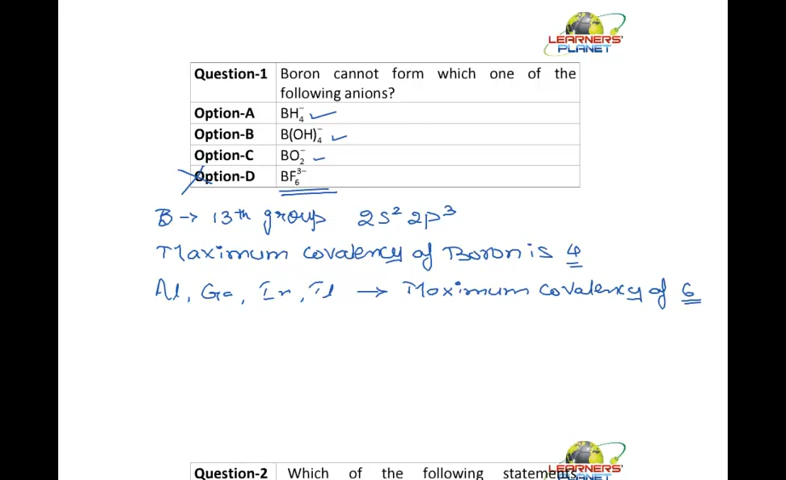 LEARNERS'
PLANET
Question-1 Boron cannot form which one of the
following anions?
Option-A BH₄⁻
Option-B B(OH)₄⁻
Option-C BO₂⁻
Option-D BF₆³⁻
B → 13th group 2s² 2p³
Maximum covalency of Boron is 4
Al, Ga, In, Tl → Maximum covalency of 6
LEARNERS'
PLANET
Question-2 Which of the following statements